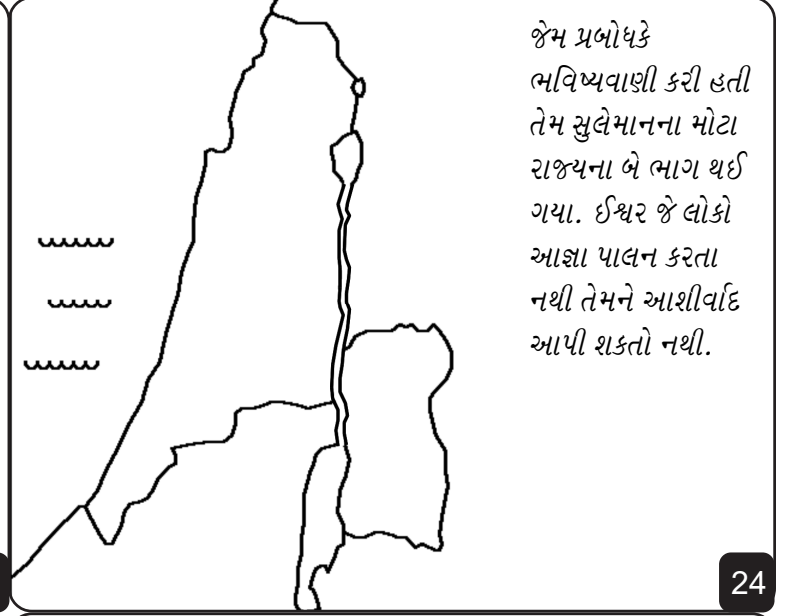 જેમ પ્રબોધકે
ભવિષ્યવાણી કરી હતી
તેમ સુલેમાનના મોટા
રાજ્યના બે ભાગ થઈ
ગયા. ઈશ્વર જે લોકો
આજ્ઞા પાલન કરતા
નથી તેમને આશીર્વાદ
આપી શકતો નથી.
24